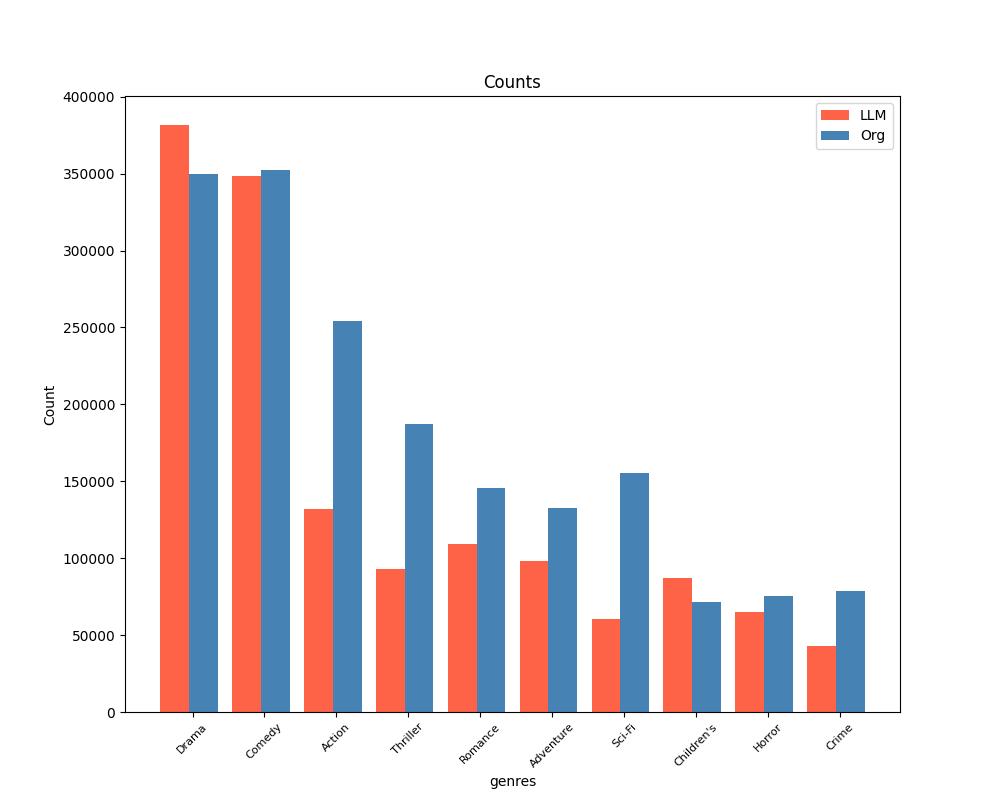 Counts
LLM
Org
400000
350000
300000
250000
200000
150000
100000
50000
0
Count
Drama
Comedy
Action
Thriller
Romance
Adventure
Sci-Fi
Children's
Horror
Crime
genres